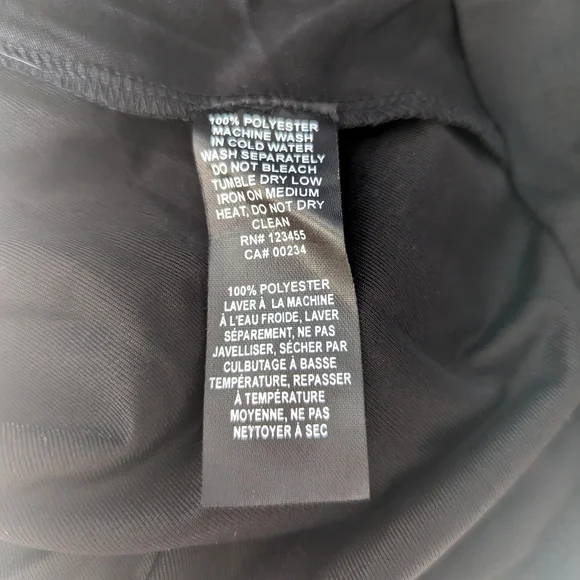 100% POLYESTER
MACHINE WASH
IN COLD WATER
WASH SEPARATELY
DO NOT BLEACH
TUMBLE DRY LOW
IRON ON MEDIUM
HEAT, DO NOT DRY
CLEAN
RN# 123455
CA# 00234
100% POLYESTER
LAVER À LA MACHINE
À L'EAU FROIDE, LAVER
SÉPAREMENT, NE PAS
JAVELLISER, SÉCHER PAR
CULBUTAGE À BASSE
TEMPÉRATURE, REPASSER
À TEMPÉRATURE
MOYENNE, NE PAS
NETTOYER À SEC